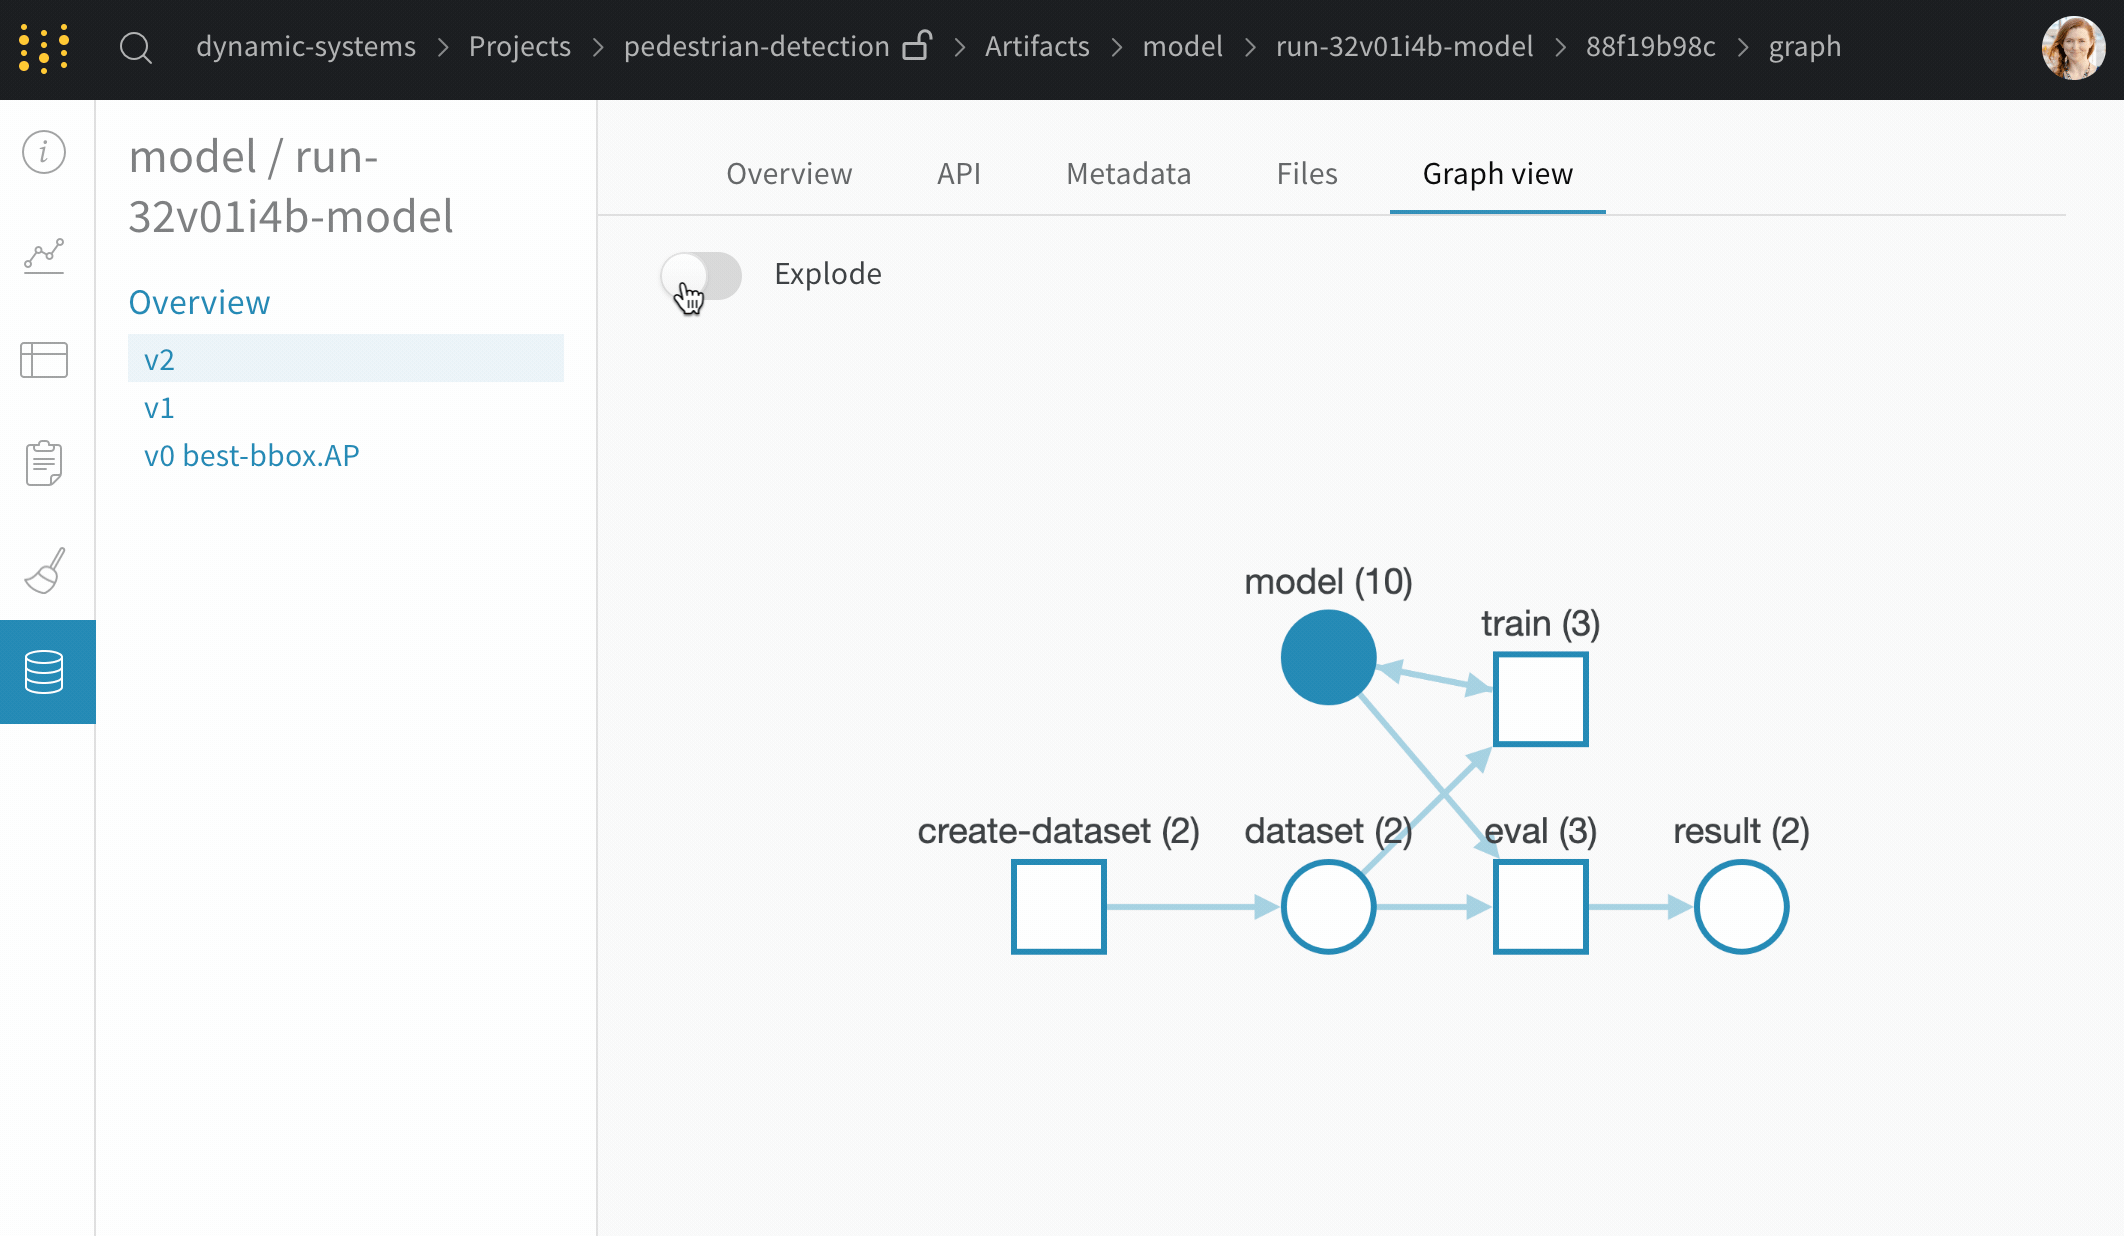 dynamic-systems > Projects > pedestrian-detection > Artifacts > model > run-32v01i4b-model > 88f19b98c > graph
model / run-
32v01i4b-model
Overview
v2
v1
v0 best-bbox.AP
Overview API Metadata Files Graph view
Explode
model (10)
train (3)
create-dataset (2) dataset (2) eval (3) result (2)